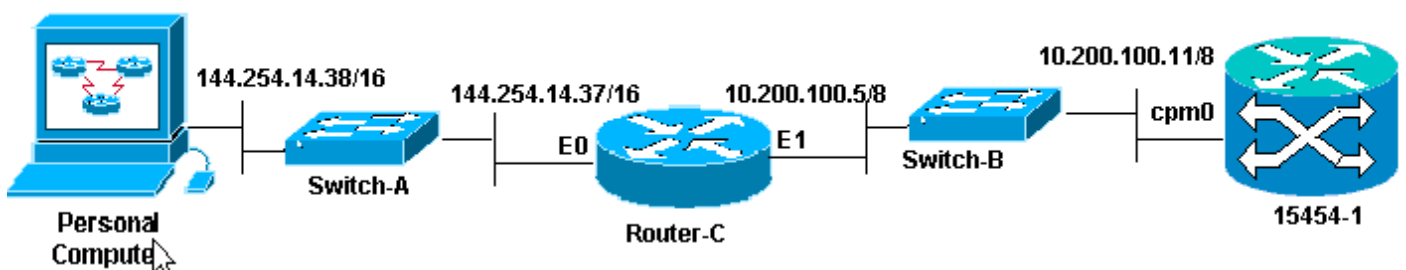 144.254.14.38/16
144.254.14.37/16
10.200.100.5/8
10.200.100.11/8
E0
E1
cpm0
Switch-A
Switch-B
Router-C
15454-1
Personal
Compute